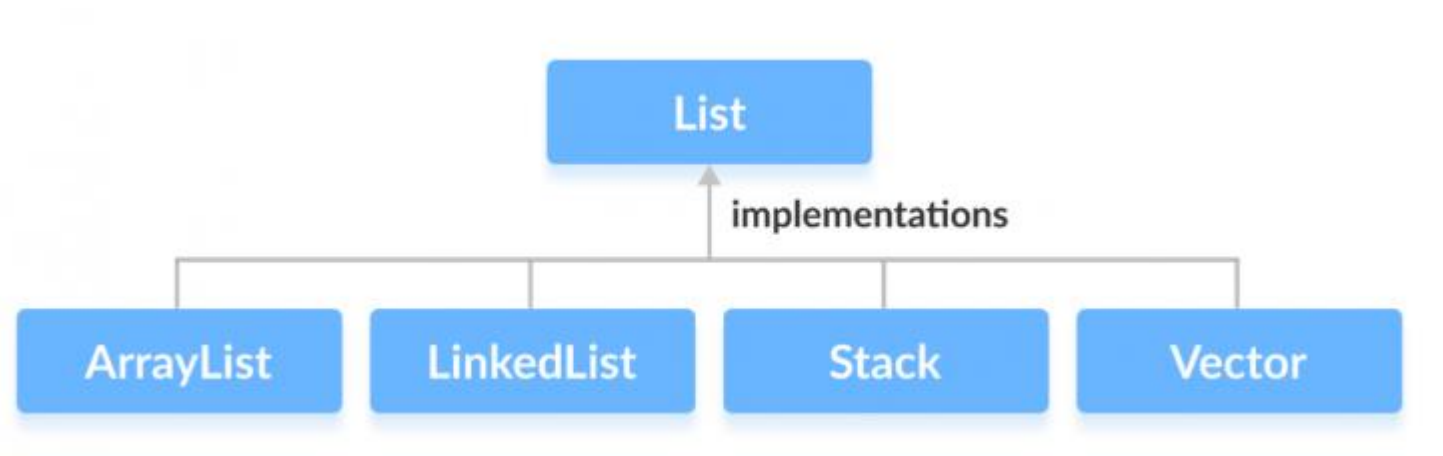 List
implementations
ArrayList
LinkedList
Stack
Vector